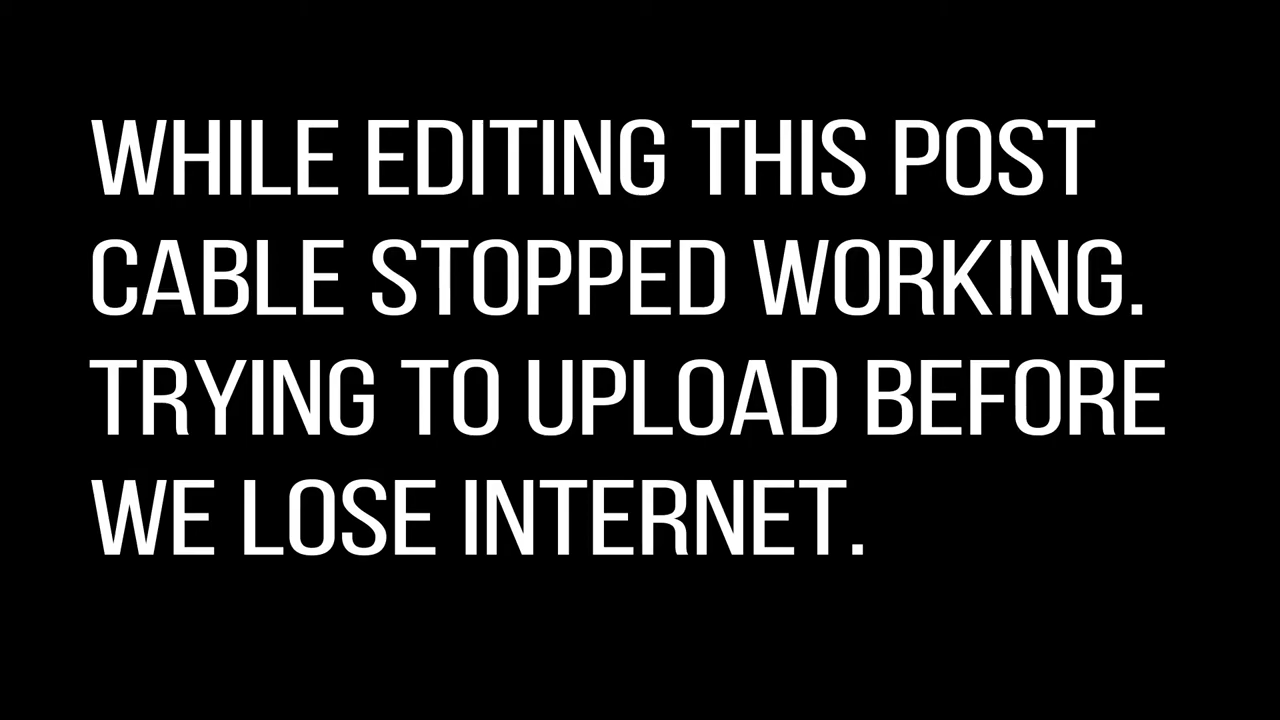 WHILE EDITING THIS POST
CABLE STOPPED WORKING.
TRYING TO UPLOAD BEFORE
WE LOSE INTERNET.